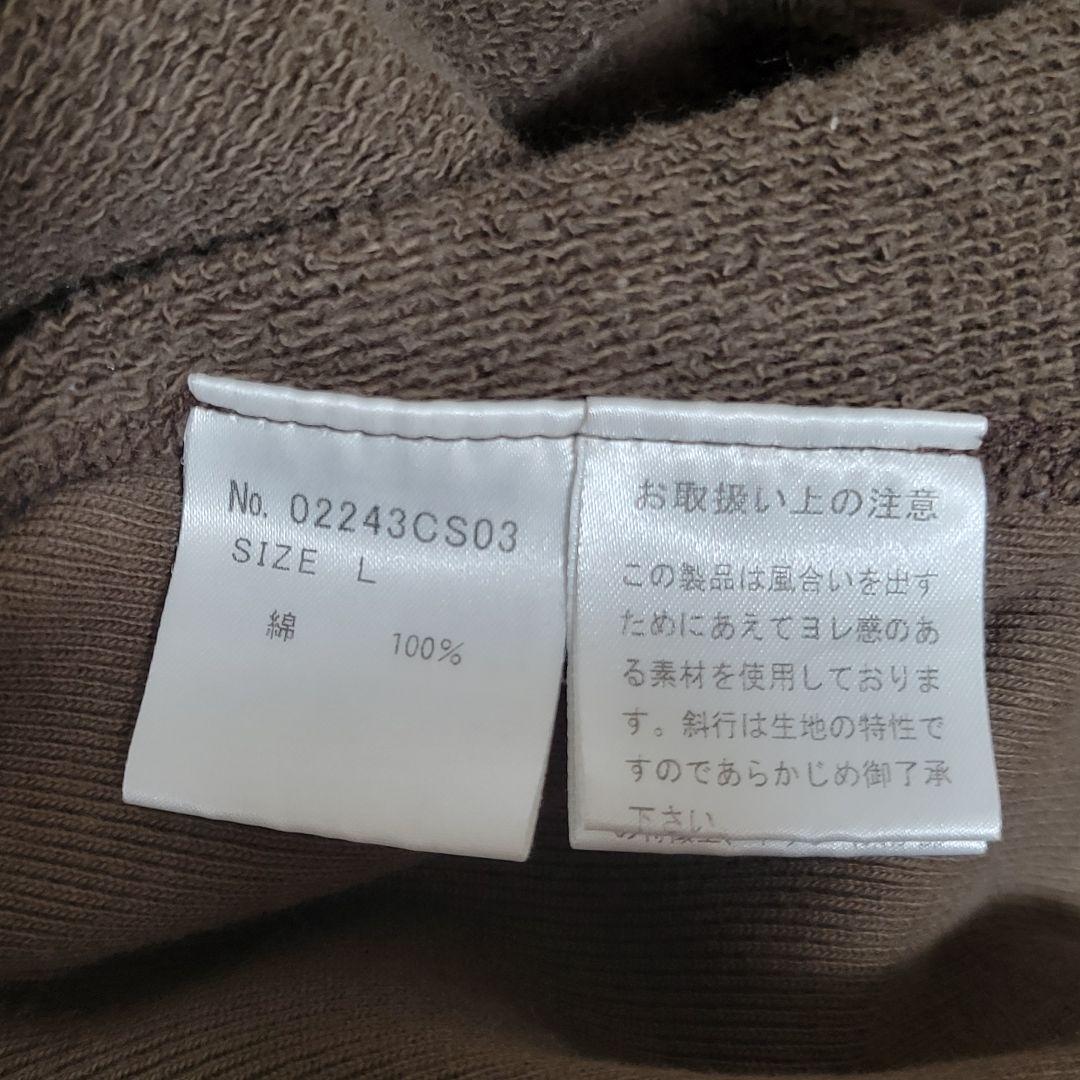 No. 02243CS03
SIZE L
綿 100%
お取扱い上の注意
この製品は風合いを出す
ためにあえてヨレ感のあ
る素材を使用しておりま
す。斜行は生地の特性で
すのであらかじめ御了承
下さい